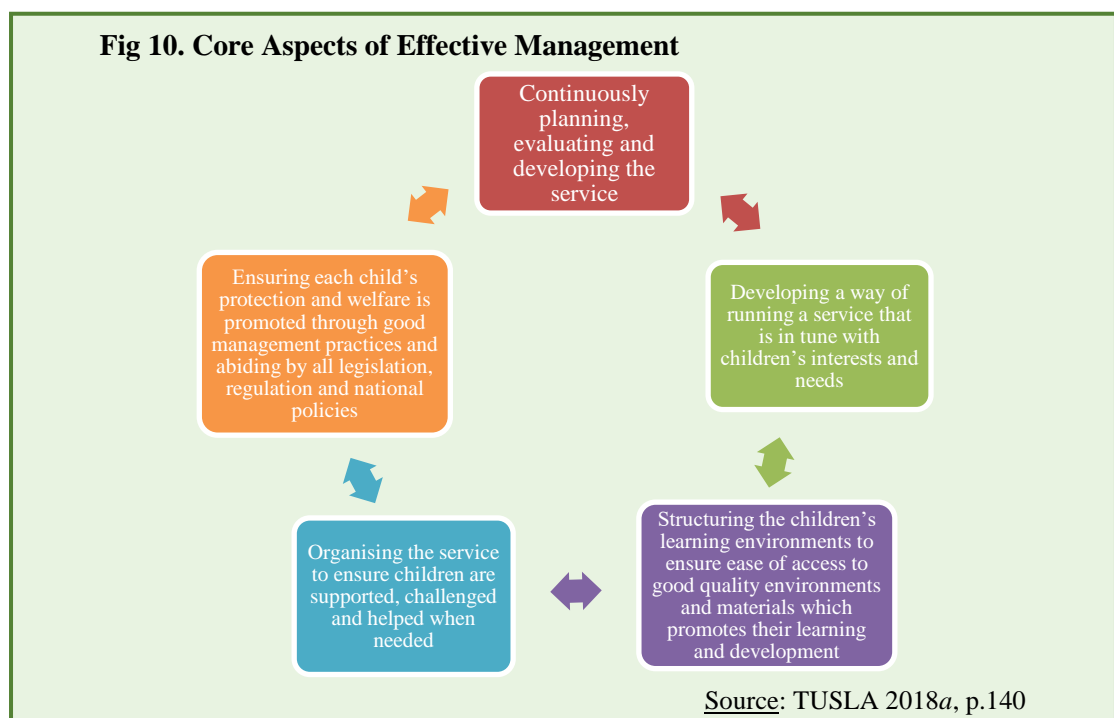 Fig 10. Core Aspects of Effective Management
Continuously
planning,
evaluating and
developing the
service
Developing a way of
running a service that
is in tune with
children’s interests and
needs
Structuring the children’s
learning environments to
ensure ease of access to
good quality environments
and materials which
promotes their learning
and development
Organising the service
to ensure children are
supported, challenged
and helped when
needed
Ensuring each child’s
protection and welfare is
promoted through good
management practices and
abiding by all legislation,
regulation and national
policies
Source: TUSLA 2018a, p.140